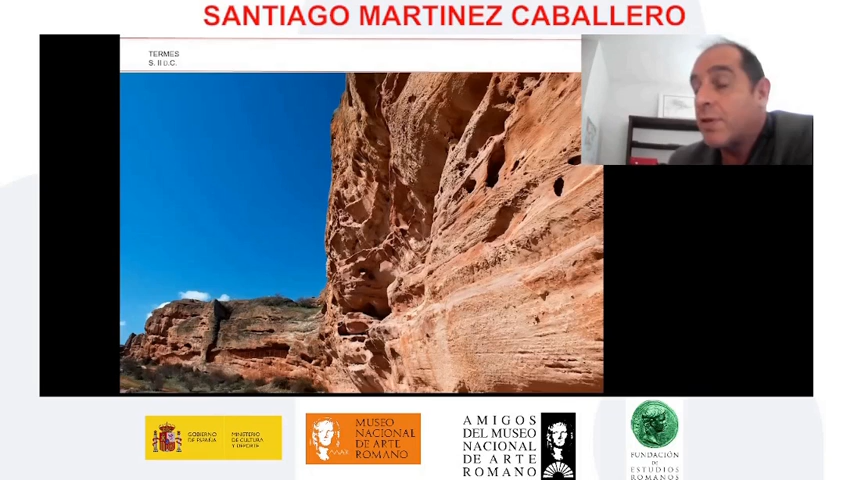 SANTIAGO MARTINEZ CABALLERO
TERMES
S. II D.C.
GOBIERNO
DE ESPAÑA
MINISTERIO
DE CULTURA
Y DEPORTE
MUSEO
NACIONAL
DE ARTE
ROMANO
AMIGOS
DEL MUSEO
NACIONAL
DE ARTE
ROMANO
FUNDACIÓN
DE
ESTUDIOS
ROMANOS